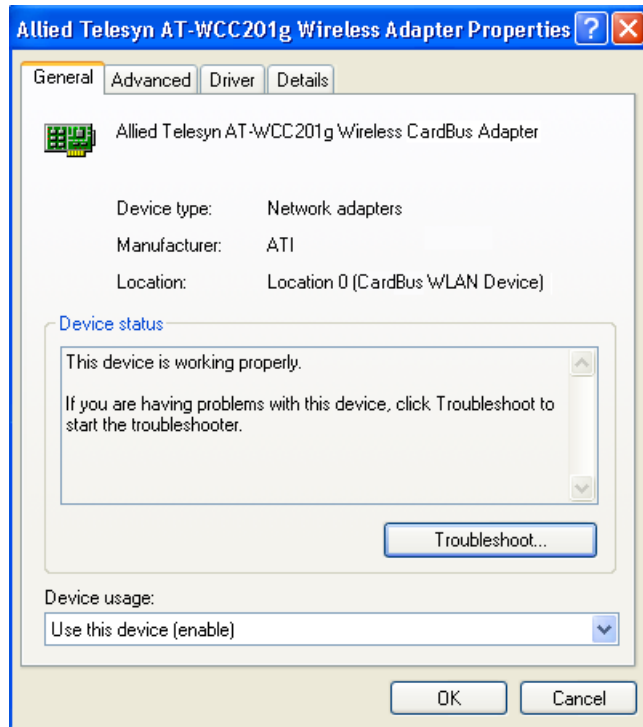 Allied Telesyn AT-WCC201g Wireless Adapter Properties
General Advanced Driver Details
Allied Telesyn AT-WCC201g Wireless CardBus Adapter
Device type: Network adapters
Manufacturer: ATI
Location: Location 0 (CardBus WLAN Device)
Device status
This device is working properly.
If you are having problems with this device, click Troubleshoot to
start the troubleshooter.
Troubleshoot...
Device usage:
Use this device (enable)
OK Cancel